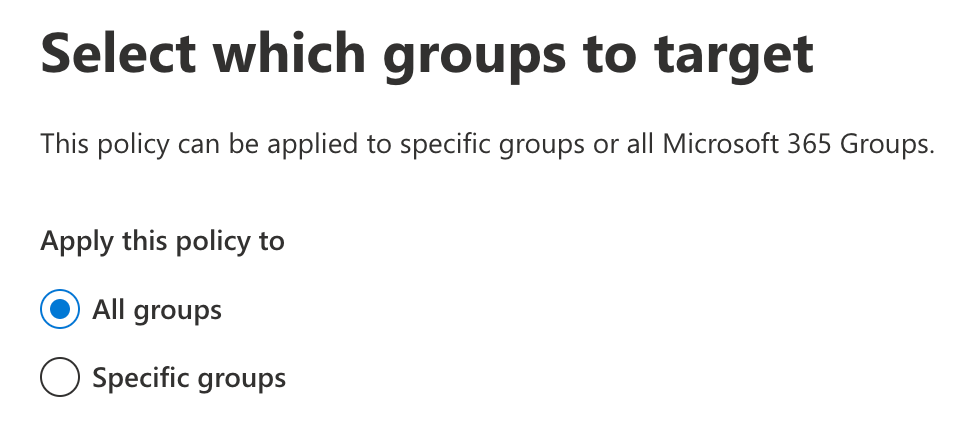 Select which groups to target
This policy can be applied to specific groups or all Microsoft 365 Groups.
Apply this policy to
All groups
Specific groups